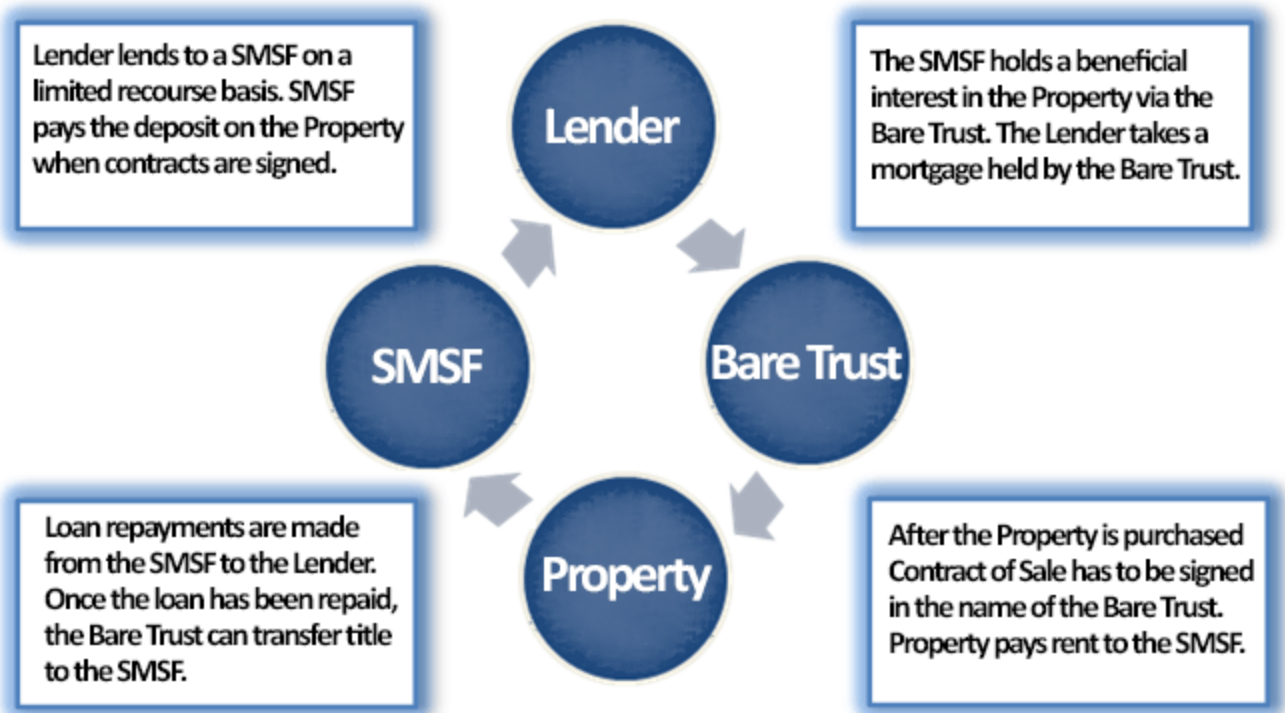 Lender lends to a SMSF on a
limited recourse basis. SMSF
pays the deposit on the Property
when contracts are signed.
Lender
The SMSF holds a beneficial
interest in the Property via the
Bare Trust. The Lender takes a
mortgage held by the Bare Trust.
SMSF
Bare Trust
Loan repayments are made
from the SMSF to the Lender.
Once the loan has been repaid,
the Bare Trust can transfer title
to the SMSF.
Property
After the Property is purchased
Contract of Sale has to be signed
in the name of the Bare Trust.
Property pays rent to the SMSF.